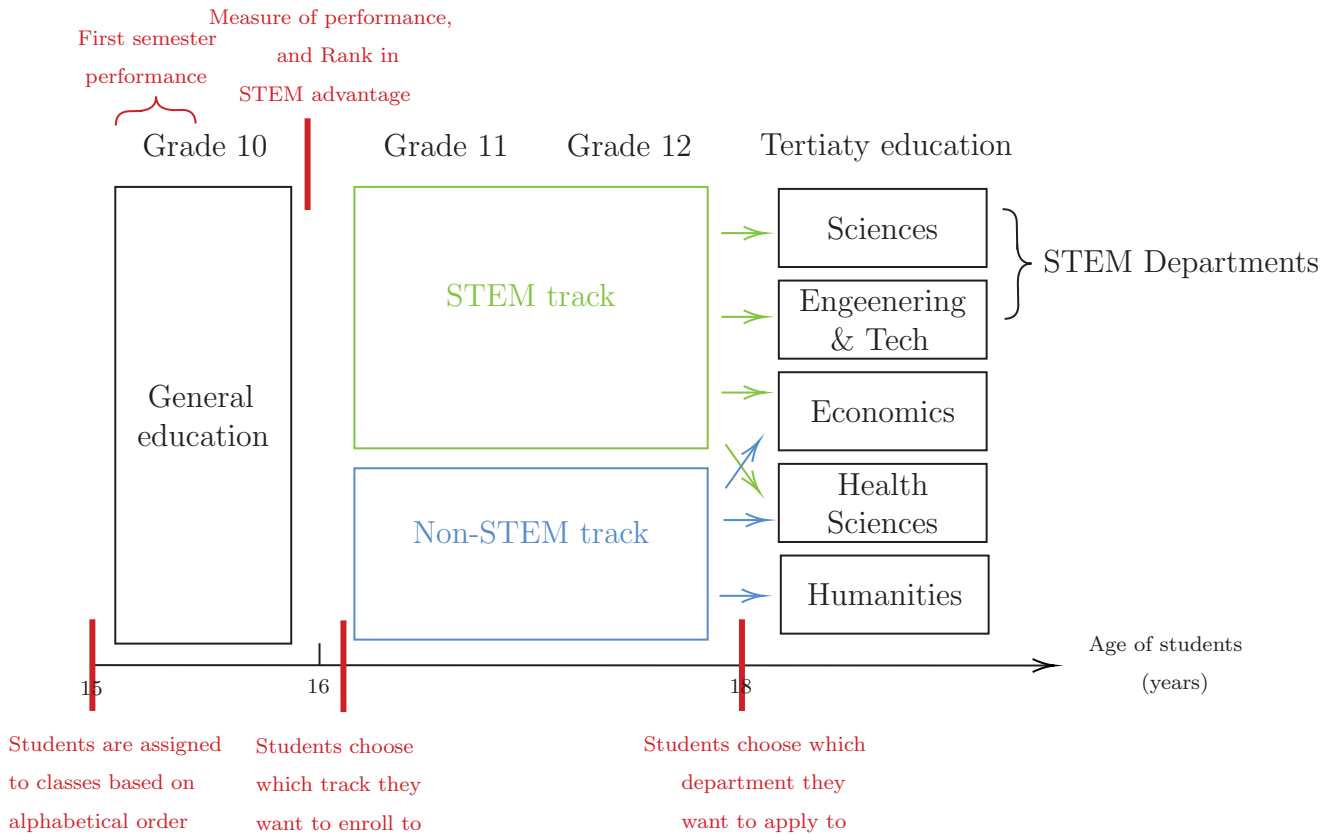 Measure of performance,
and Rank in
STEM advantage
First semester
performance
Grade 10
Grade 11
Grade 12
Tertiaty education
General
education
STEM track
Non-STEM track
Sciences
Engeenering
& Tech
Economics
Health
Sciences
Humanities
STEM Departments
15
16
18
Age of students
(years)
Students are assigned
to classes based on
alphabetical order
Students choose
which track they
want to enroll to
Students choose which
department they
want to apply to